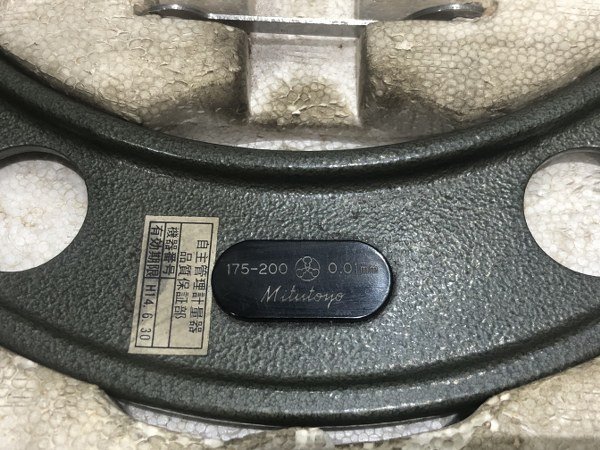 自主管理計量器
品質保証部
機器番号
有効期限 H14.6.30
175-200 0.01mm
Mitutoyo